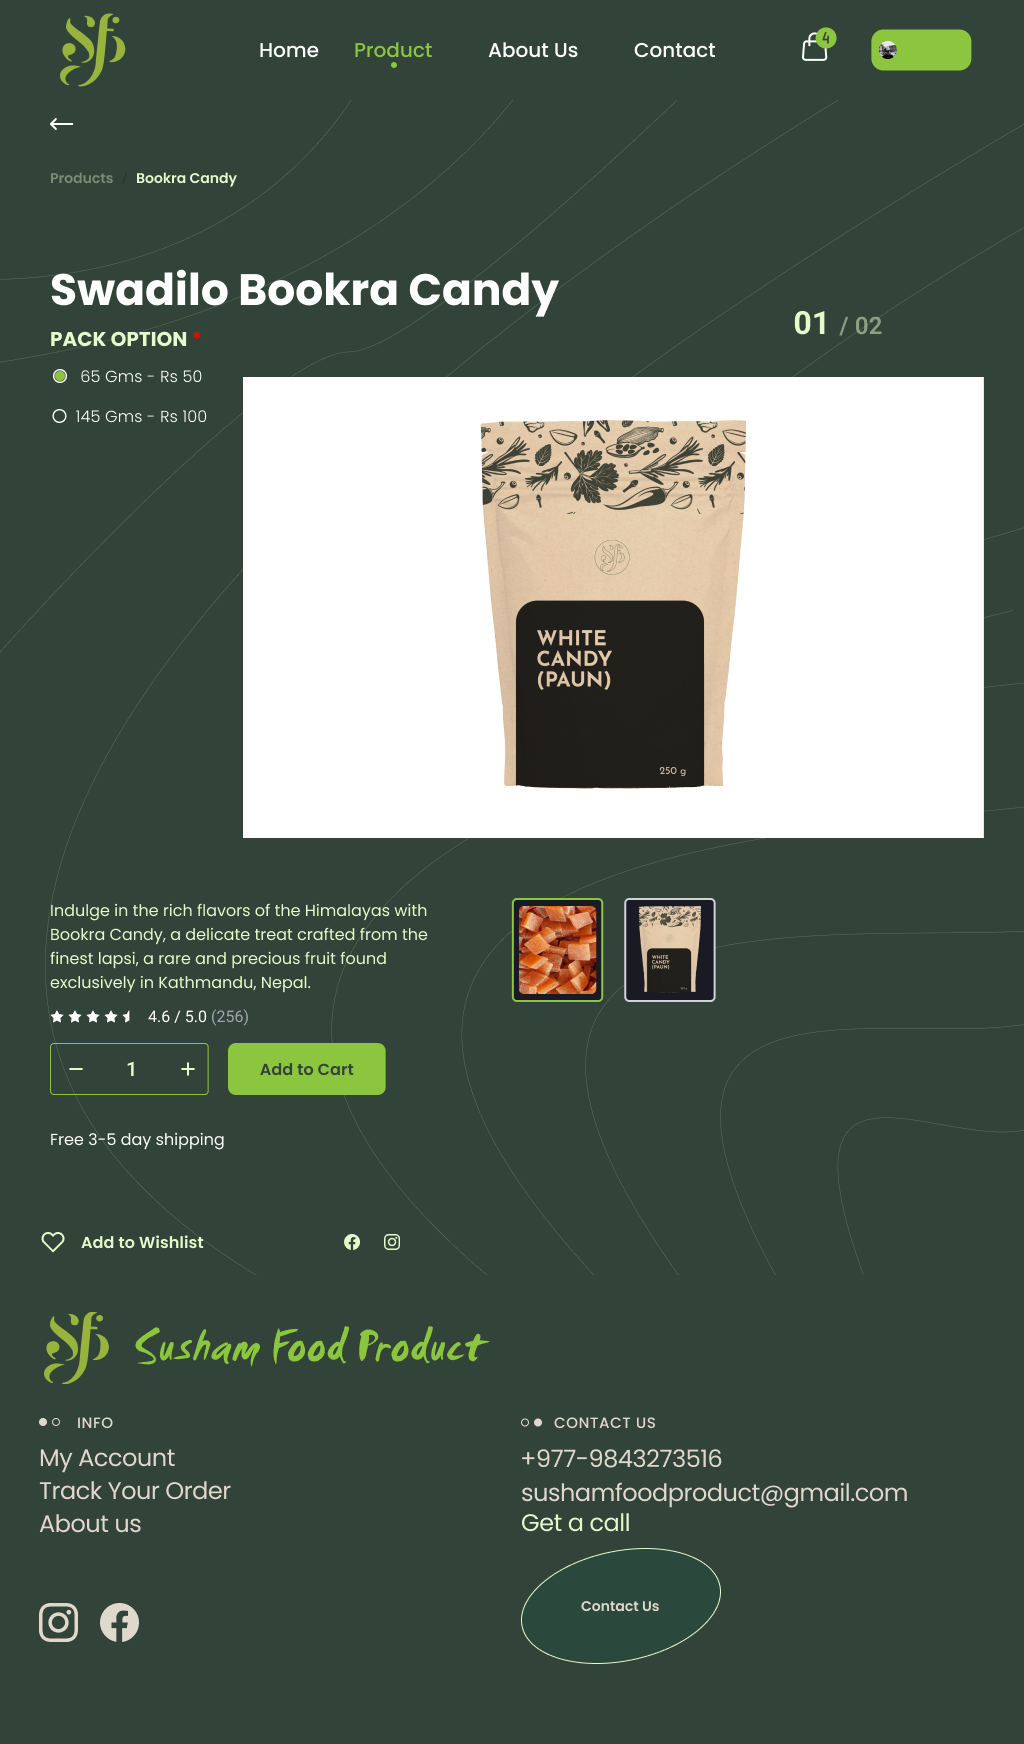 Home Product About Us Contact 4
Products / Bookra Candy
Swadilo Bookra Candy
01 / 02
PACK OPTION *
65 Gms - Rs 50
145 Gms - Rs 100
WHITE
CANDY
(PAUN)
250 g
Indulge in the rich flavors of the Himalayas with
Bookra Candy, a delicate treat crafted from the
finest lapsi, a rare and precious fruit found
exclusively in Kathmandu, Nepal.
WHITE
CANDY
(PAUN)
4.6 / 5.0 (256)
1
Add to Cart
Free 3-5 day shipping
Add to Wishlist
Susham Food Product
INFO
My Account
Track Your Order
About us
CONTACT US
+977-9843273516
sushamfoodproduct@gmail.com
Get a call
Contact Us